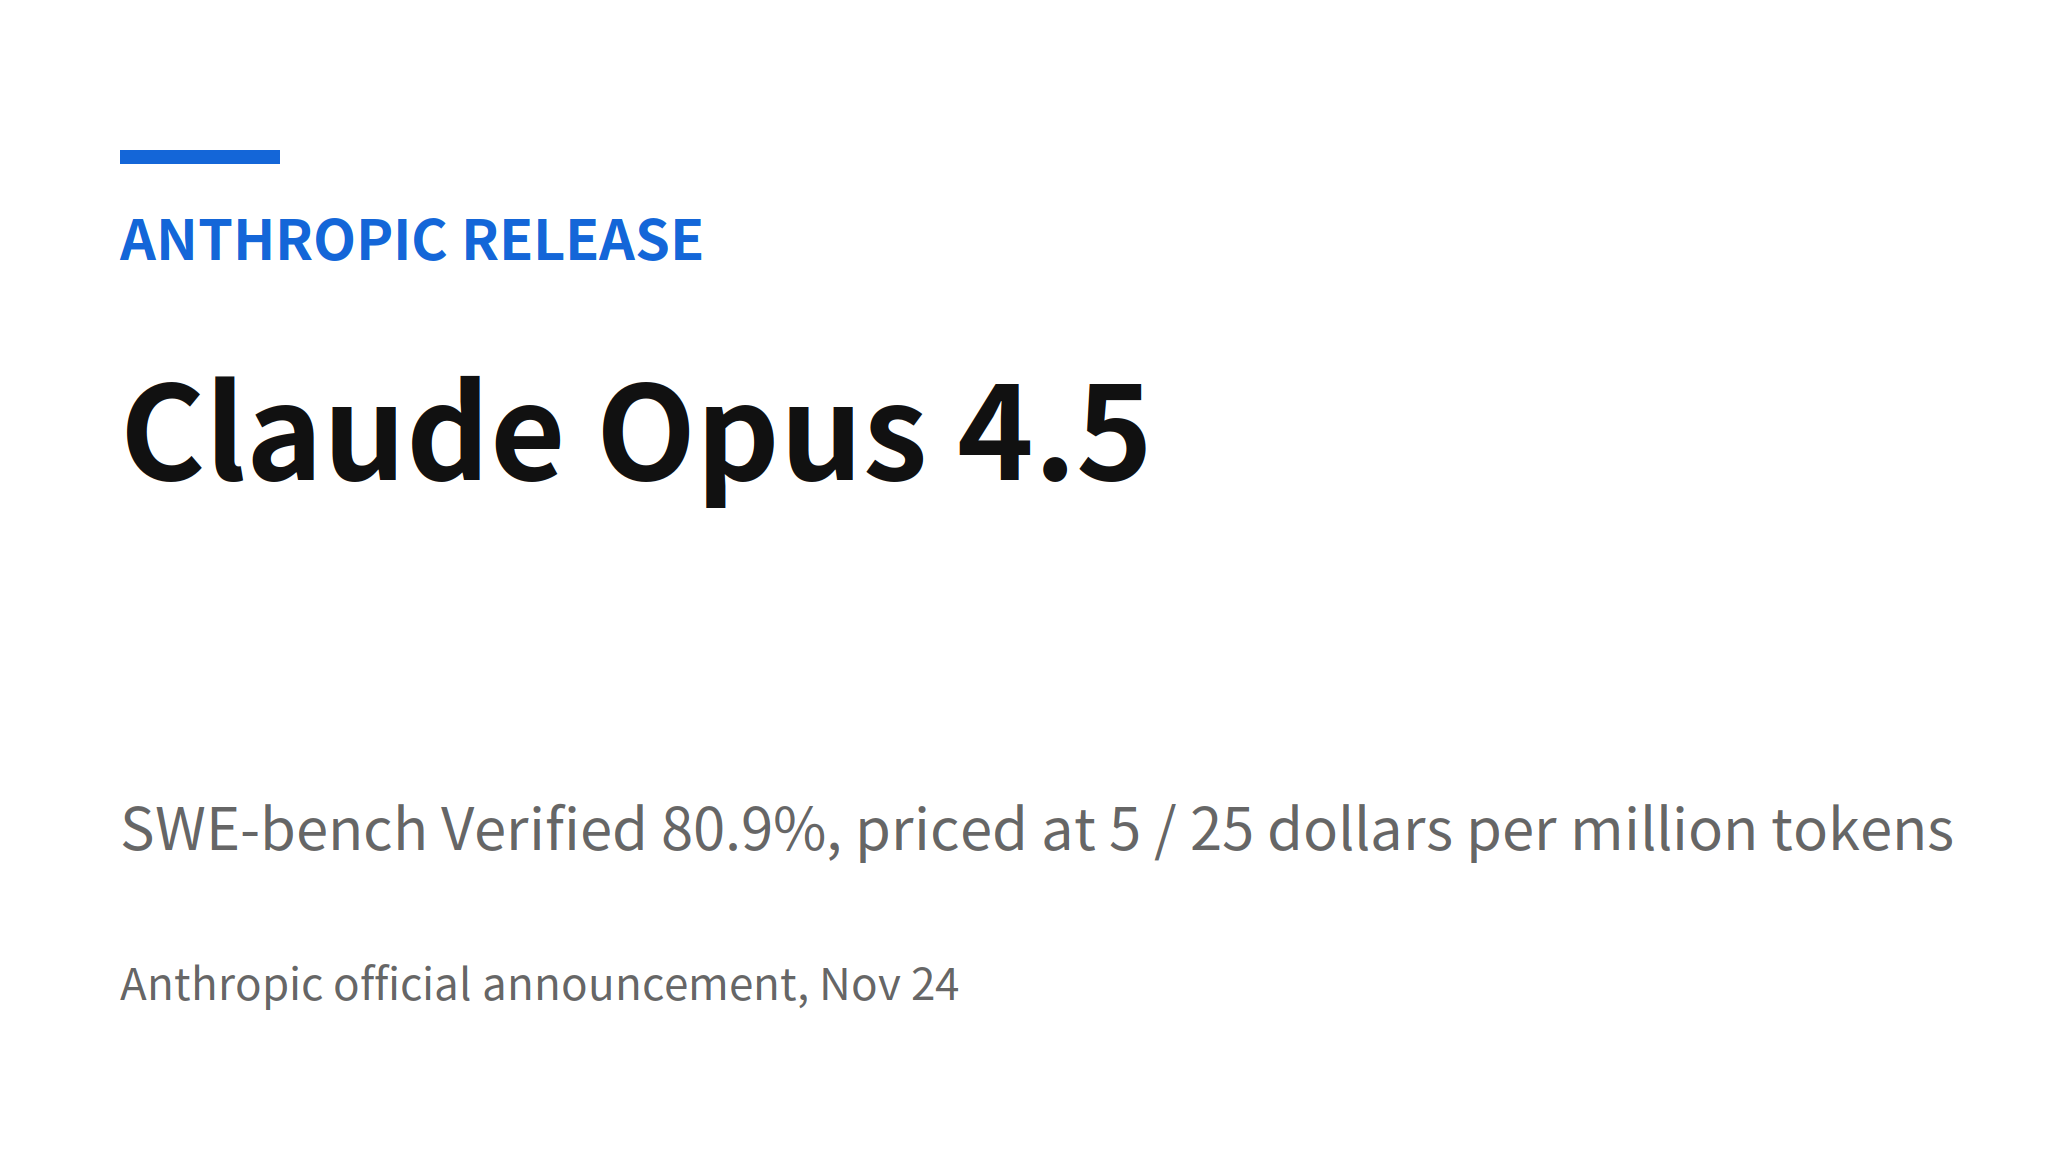 ANTHROPIC RELEASE
Claude Opus 4.5
SWE-bench Verified 80.9%, priced at 5 / 25 dollars per million tokens
Anthropic official announcement, Nov 24